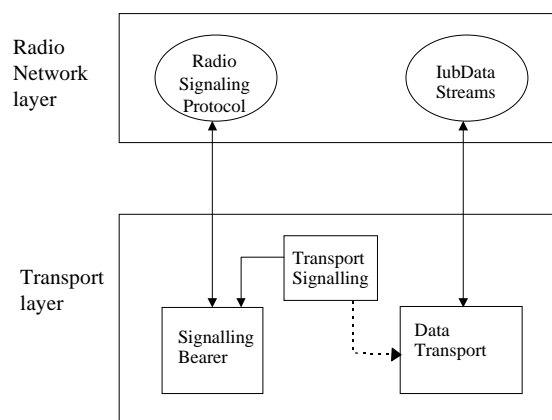 Radio
Network
layer
Radio
Signaling
Protocol
IubData
Streams
Transport
layer
Transport
Signalling
Signalling
Bearer
Data
Transport